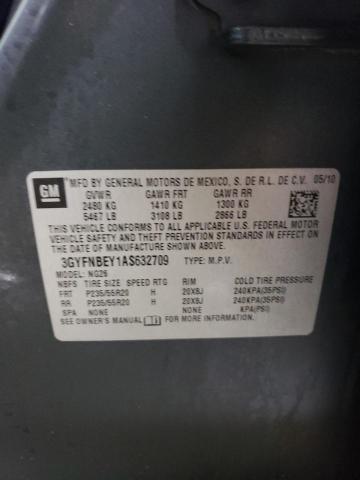 GM
MFD BY GENERAL MOTORS DE MEXICO, S. DE R.L. DE C.V. 05/10
GVWR GAWR FRT GAWR RR
2480 KG 1410 KG 1300 KG
5467 LB 3108 LB 2866 LB
THIS VEHICLE CONFORMS TO ALL APPLICABLE U.S. FEDERAL MOTOR
VEHICLE SAFETY AND THEFT PREVENTION STANDARDS IN EFFECT ON
THE DATE OF MANUFACTURE SHOWN ABOVE.
3GYFNBEY1AS632709 TYPE: M.P.V.
MODEL: NG26
NBFS TIRE SIZE SPEED RTG RIM COLD TIRE PRESSURE
FRT P235/55R20 H 20X8J 240KPA(35PSI)
RR P235/55R20 H 20X8J 240KPA(35PSI)
SPA NONE NONE KPA(PSI)
SEE OWNER'S MANUAL FOR MORE INFORMATION.